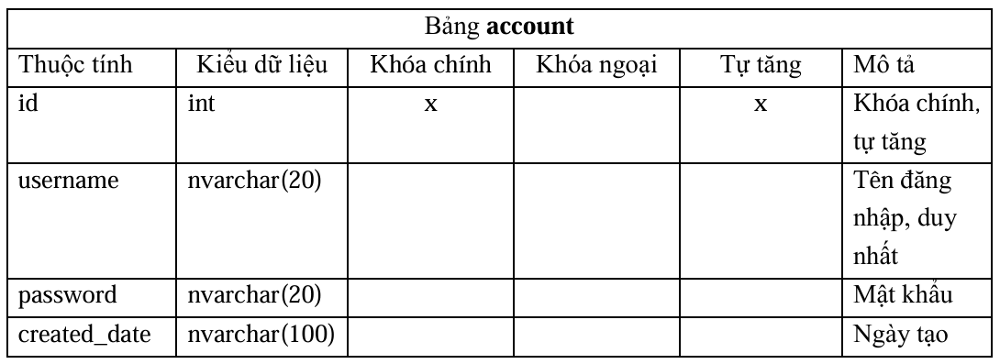 Bảng account
Thuộc tính Kiểu dữ liệu Khóa chính Khóa ngoại Tự tăng Mô tả
id int x x Khóa chính,
tự tăng
username nvarchar(20) Tên đăng
nhập, duy
nhất
password nvarchar(20) Mật khẩu
created_date nvarchar(100) Ngày tạo